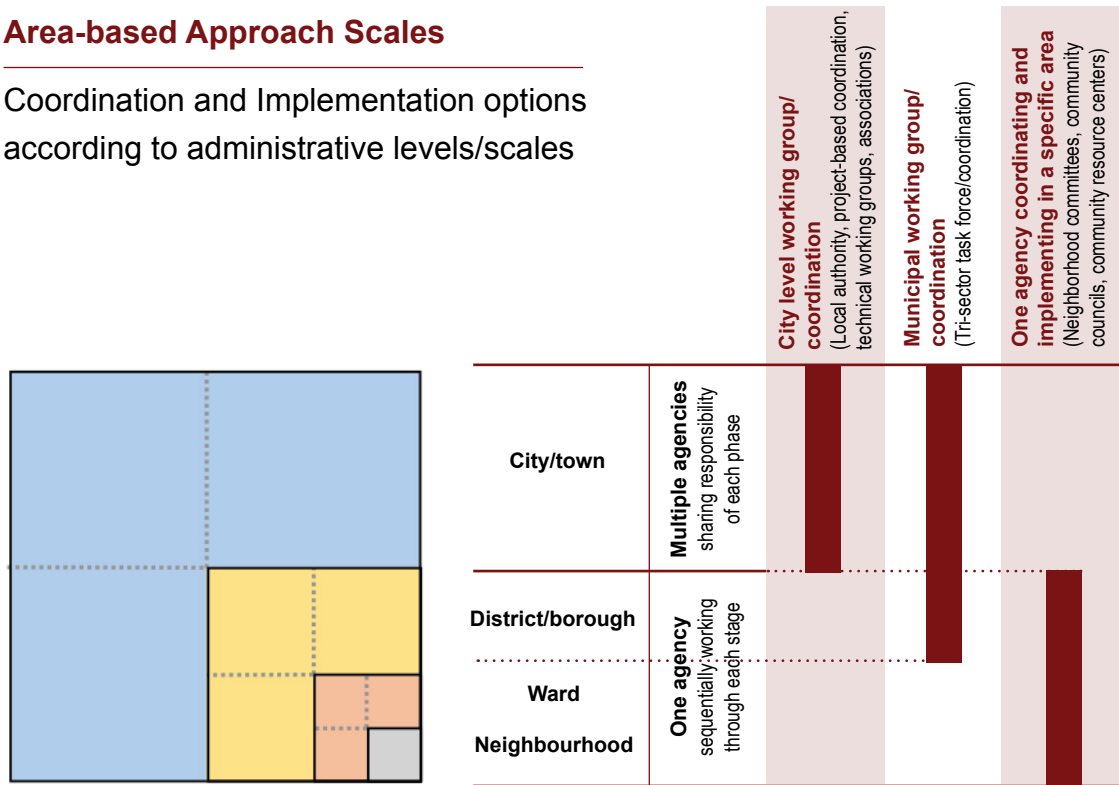 Area-based Approach Scales
Coordination and Implementation options
according to administrative levels/scales
City level working group/
coordination
(Local authority, project-based coordination,
technical working groups, associations)
Municipal working group/
coordination
(Tri-sector task force/coordination)
One agency coordinating and
implementing in a specific area
(Neighborhood committees, community
councils, community resource centers)
City/town
Multiple agencies
sharing responsibility
of each phase
District/borough
Ward
Neighbourhood
One agency
sequentially working
through each stage